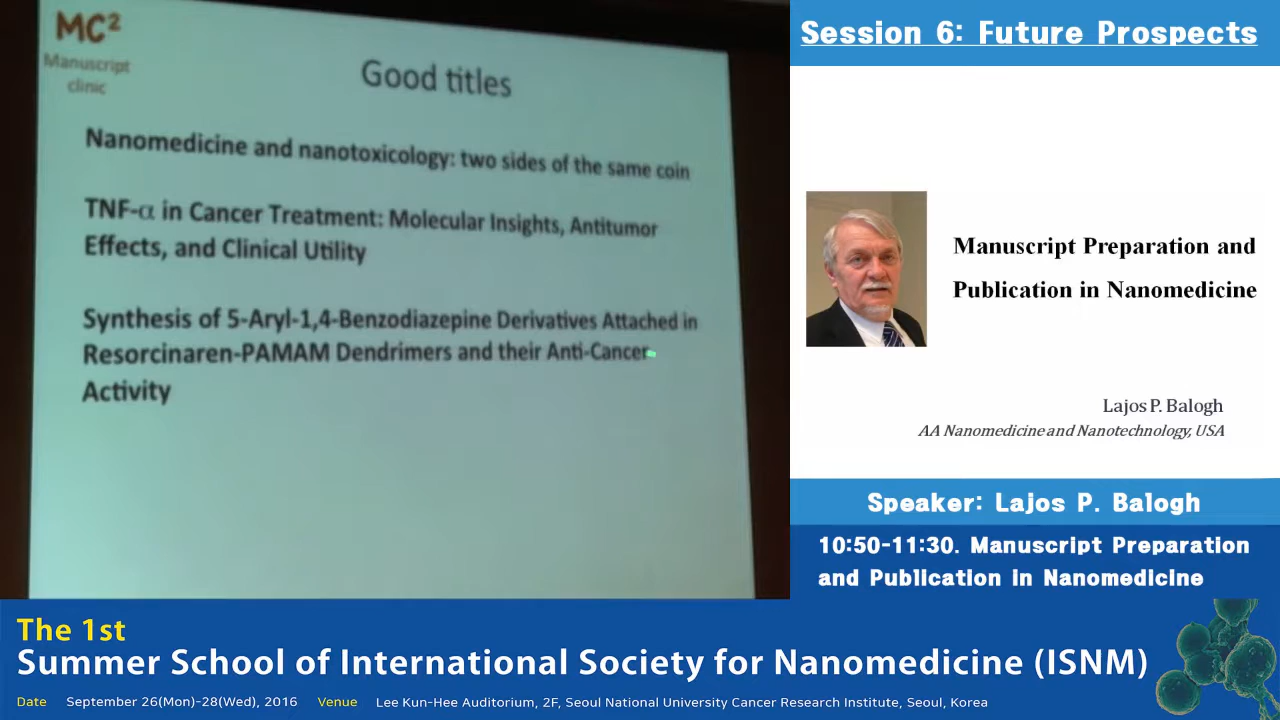 MC²
Manuscript
clinic
Good titles
Nanomedicine and nanotoxicology: two sides of the same coin
TNF-α in Cancer Treatment: Molecular Insights, Antitumor
Effects, and Clinical Utility
Synthesis of 5-Aryl-1,4-Benzodiazepine Derivatives Attached in
Resorcinaren-PAMAM Dendrimers and their Anti-Cancer
Activity
Session 6: Future Prospects
Manuscript Preparation and
Publication in Nanomedicine
Lajos P. Balogh
AA Nanomedicine and Nanotechnology, USA
Speaker: Lajos P. Balogh
10:50-11:30. Manuscript Preparation
and Publication in Nanomedicine
The 1st
Summer School of International Society for Nanomedicine (ISNM)
Date September 26(Mon)-28(Wed), 2016 Venue Lee Kun-Hee Auditorium, 2F, Seoul National University Cancer Research Institute, Seoul, Korea